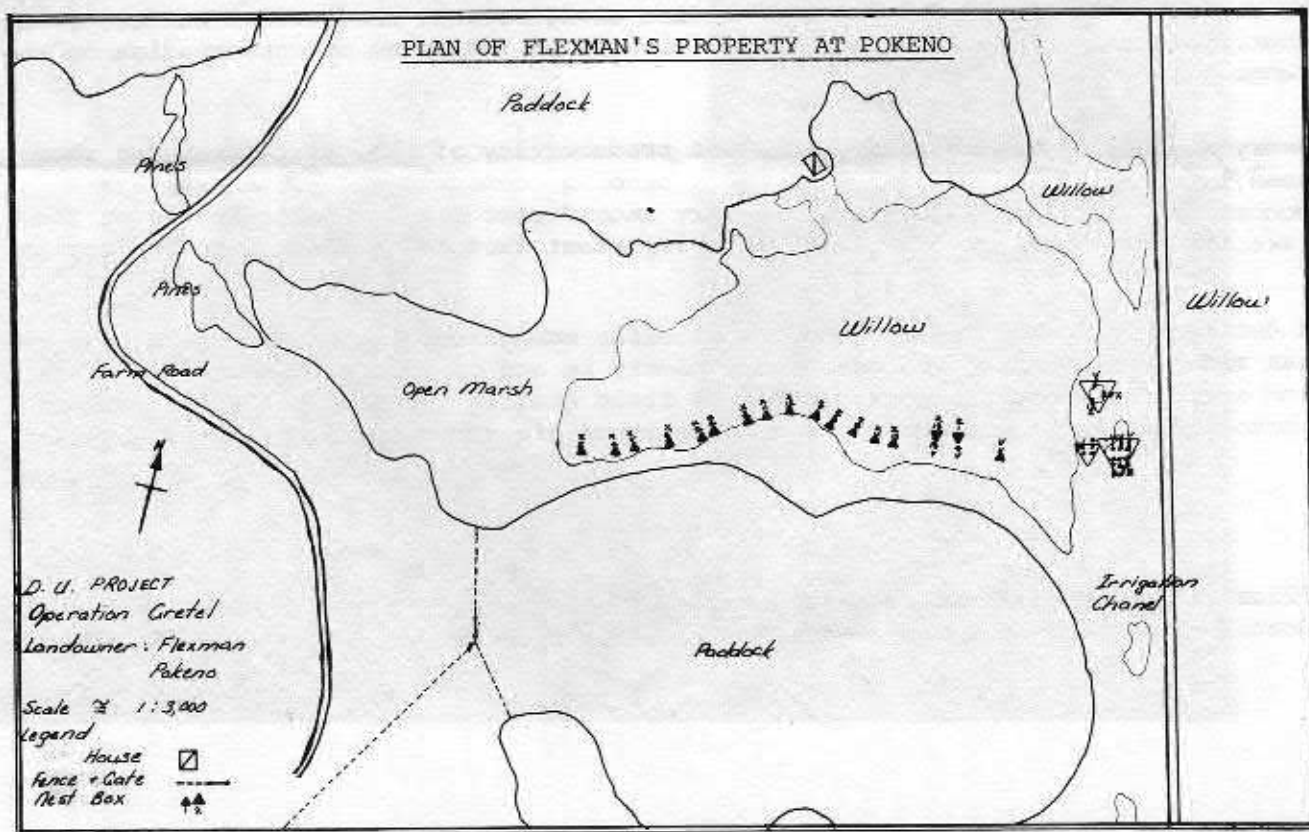 PLAN OF FLEXMAN'S PROPERTY AT POKENO
Paddock
Pines
Willow
Pines
Willow
Willow
Farm Road
Open Marsh
N
D.U. PROJECT
Operation Gretel
Landowner : Flexman
Pokeno
Scale ≅ 1:3,000
Legend
House
Fence + Gate
Nest Box
Paddock
Irrigation
Chanel